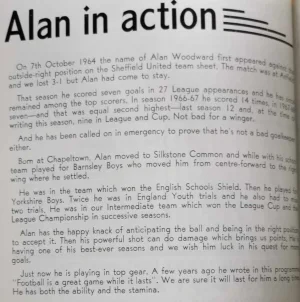 Alan in action
On 7th October 1964 the name of Alan Woodward first appeared against the
outside-right position on the Sheffield United team sheet. The match was at
and we lost 3-1 but Alan had come to stay.
That season he scored seven goals in 27 League appearances and he has
remained among the top scorers. In season 1966-67 he scored 14 times, in
seven—and that was equal second highest—last season 12 and, at the time of
writing this season, nine in League and Cup. Not bad for a winger.
And he has been called on in emergency to prove that he's not a bad goalkeeper
either.
Born at Chapeltown, Alan moved to Silkstone Common and while with his school
team played for Barnsley Boys who moved him from centre-forward to the right
wing where he settled.
He was in the team which won the English Schools Shield. Then he played for
Yorkshire Boys. Twice he was in England Youth trials and he also had
two trials. He was in our Intermediate team which won the League Cup and the
League Championship in successive seasons.
Alan has the happy knack of anticipating the ball and being in the right position
to accept it. Then his powerful shot can do damage which brings us points. He is
having one of his best-ever seasons and we wish him luck in his quest for more
goals.
Just now he is playing in top gear. A few years ago he wrote in this programme
"Football is a great game while it lasts". We are sure it will last for him a long
He has both the ability and the stamina.